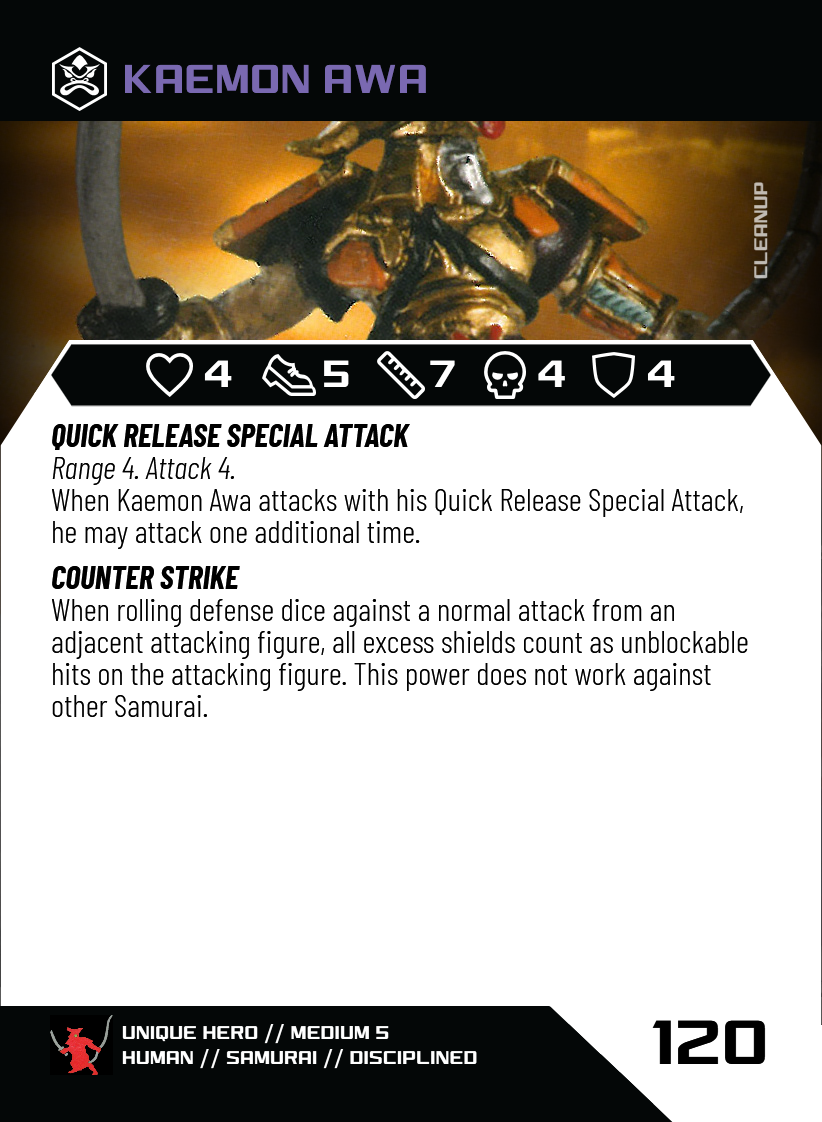 KAEMON AWA
CLEANUP
4 5 7 4 4
QUICK RELEASE SPECIAL ATTACK
Range 4. Attack 4.
When Kaemon Awa attacks with his Quick Release Special Attack,
he may attack one additional time.
COUNTER STRIKE
When rolling defense dice against a normal attack from an
adjacent attacking figure, all excess shields count as unblockable
hits on the attacking figure. This power does not work against
other Samurai.
UNIQUE HERO // MEDIUM 5
HUMAN // SAMURAI // DISCIPLINED
120